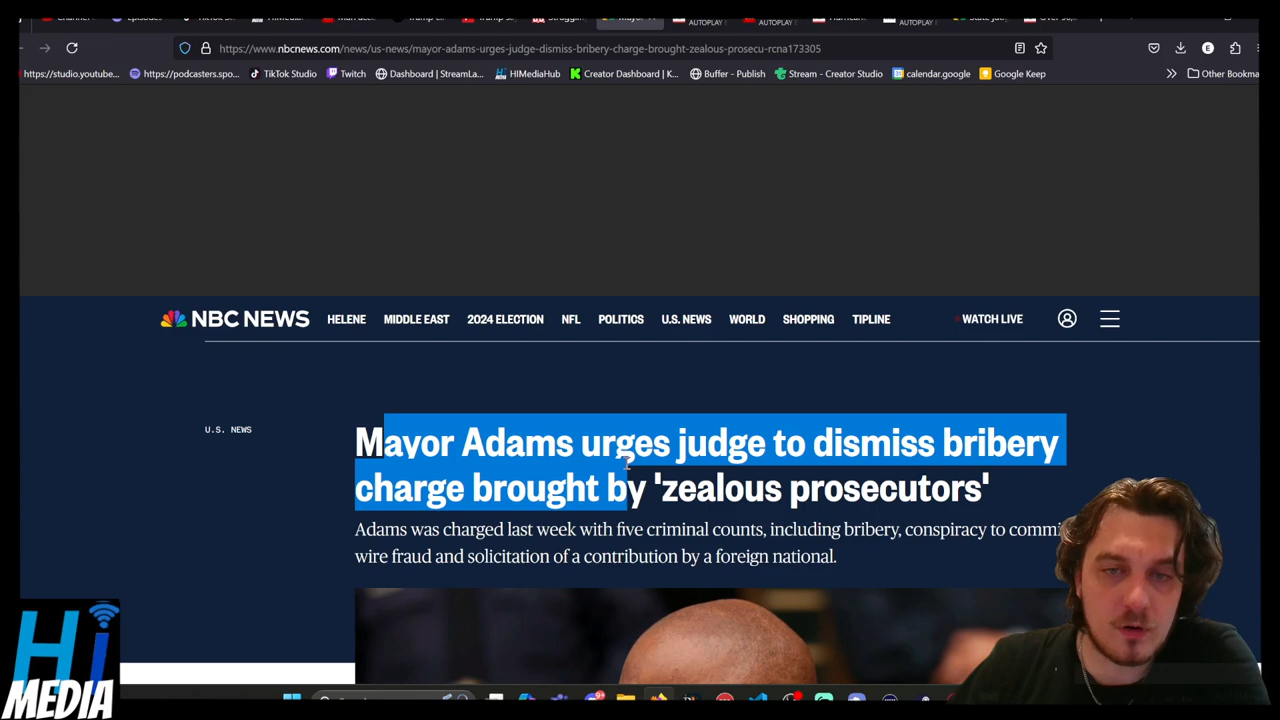 https://www.nbcnews.com/news/us-news/mayor-adams-urges-judge-dismiss-bribery-charge-brought-zealous-prosecu-rcna173305
https://studio.youtube... https://podcasters.spo... TikTok Studio Twitch Dashboard | StreamLa... HIMediaHub Creator Dashboard | K... Buffer - Publish Stream - Creator Studio calendar.google Google Keep Other Bookma
NBC NEWS HELENE MIDDLE EAST 2024 ELECTION NFL POLITICS U.S. NEWS WORLD SHOPPING TIPLINE WATCH LIVE
U.S. NEWS
Mayor Adams urges judge to dismiss bribery
charge brought by 'zealous prosecutors'
Adams was charged last week with five criminal counts, including bribery, conspiracy to commi
wire fraud and solicitation of a contribution by a foreign national.
Hi
MEDIA